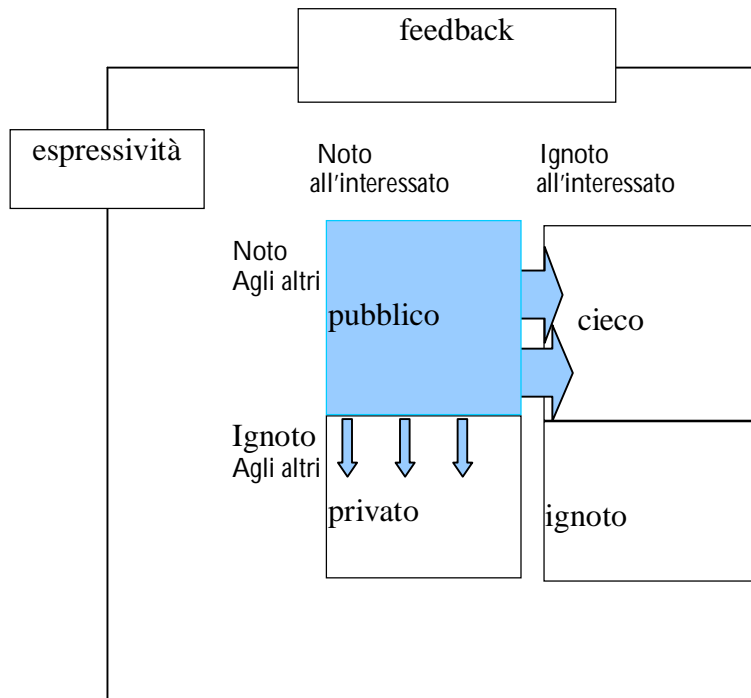 feedback
espressività
Noto
all'interessato
Ignoto
all'interessato
Noto
Agli altri
pubblico
cieco
Ignoto
Agli altri
privato
ignoto